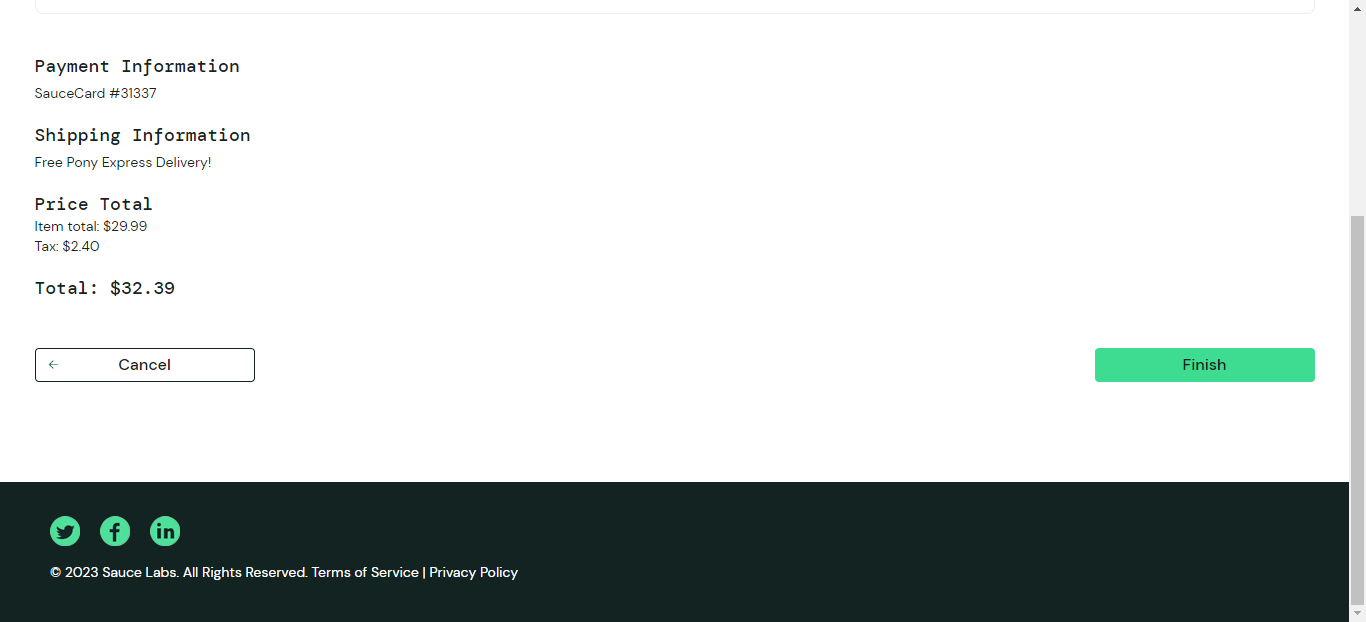 Payment Information
SauceCard #31337
Shipping Information
Free Pony Express Delivery!
Price Total
Item total: $29.99
Tax: $2.40
Total: $32.39
Cancel
Finish
© 2023 Sauce Labs. All Rights Reserved. Terms of Service | Privacy Policy